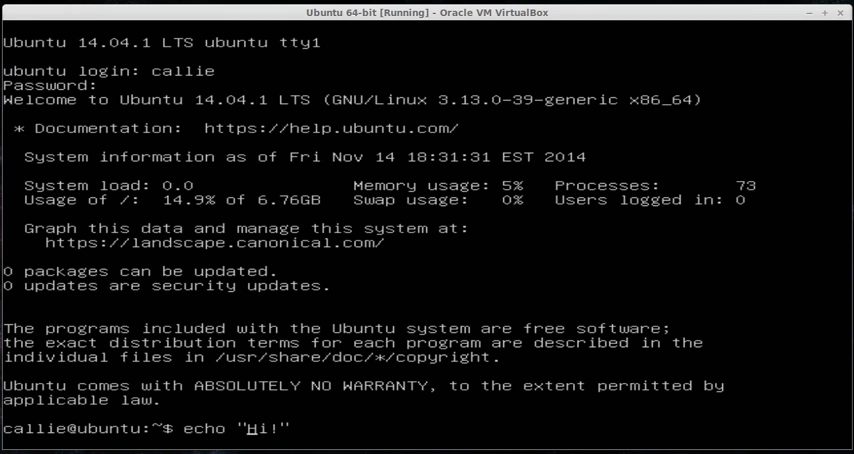 Ubuntu 64-bit [Running] - Oracle VM VirtualBox
Ubuntu 14.04.1 LTS ubuntu tty1
ubuntu login: callie
Password:
Welcome to Ubuntu 14.04.1 LTS (GNU/Linux 3.13.0-39-generic x86_64)
* Documentation:  https://help.ubuntu.com/
System information as of Fri Nov 14 18:31:31 EST 2014
System load: 0.0 Memory usage: 5% Processes: 73
Usage of /: 14.9% of 6.76GB Swap usage: 0% Users logged in: 0
Graph this data and manage this system at:
https://landscape.canonical.com/
0 packages can be updated.
0 updates are security updates.
The programs included with the Ubuntu system are free software;
the exact distribution terms for each program are described in the
individual files in /usr/share/doc/*/copyright.
Ubuntu comes with ABSOLUTELY NO WARRANTY, to the extent permitted by
applicable law.
callie@ubuntu:~$ echo "Hi!"